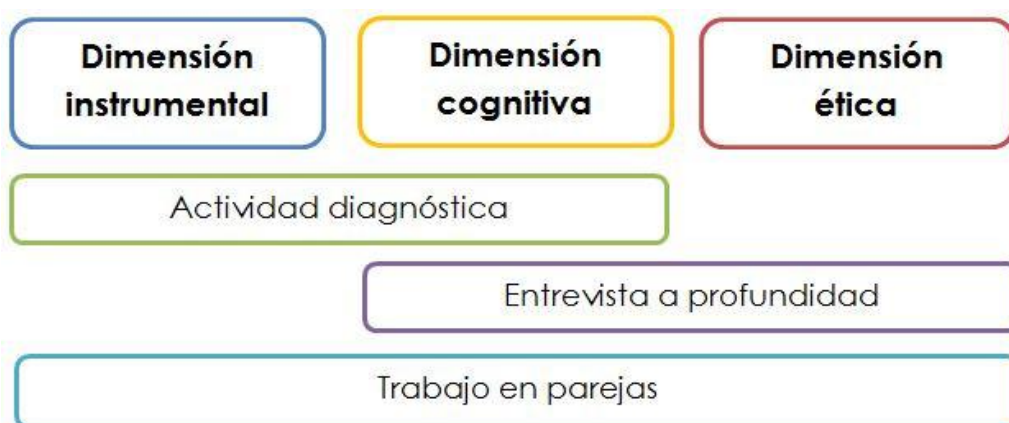 Dimensión
instrumental
Dimensión
cognitiva
Dimensión
ética
Actividad diagnóstica
Entrevista a profundidad
Trabajo en parejas